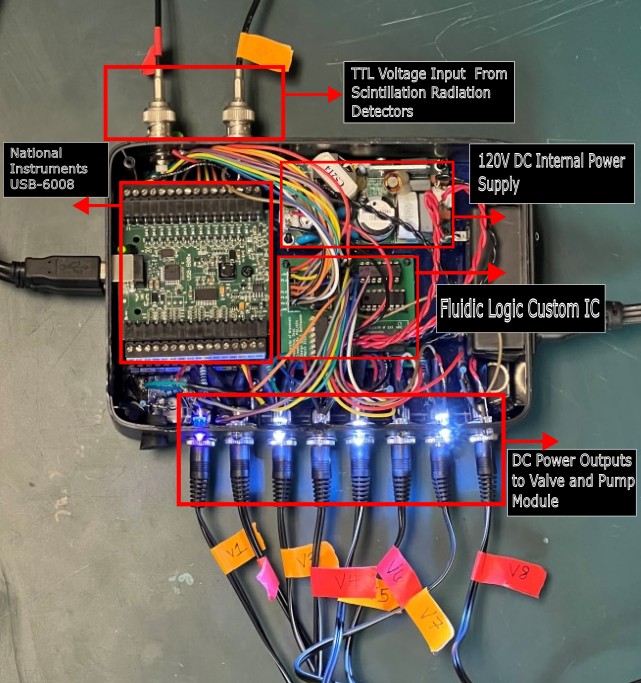 TTL Voltage Input From
Scintillation Radiation
Detectors
National
Instruments
USB-6008
120V DC Internal Power
Supply
Fluidic Logic Custom IC
DC Power Outputs
to Valve and Pump
Module
V1
V4
V6
5
V7
V8